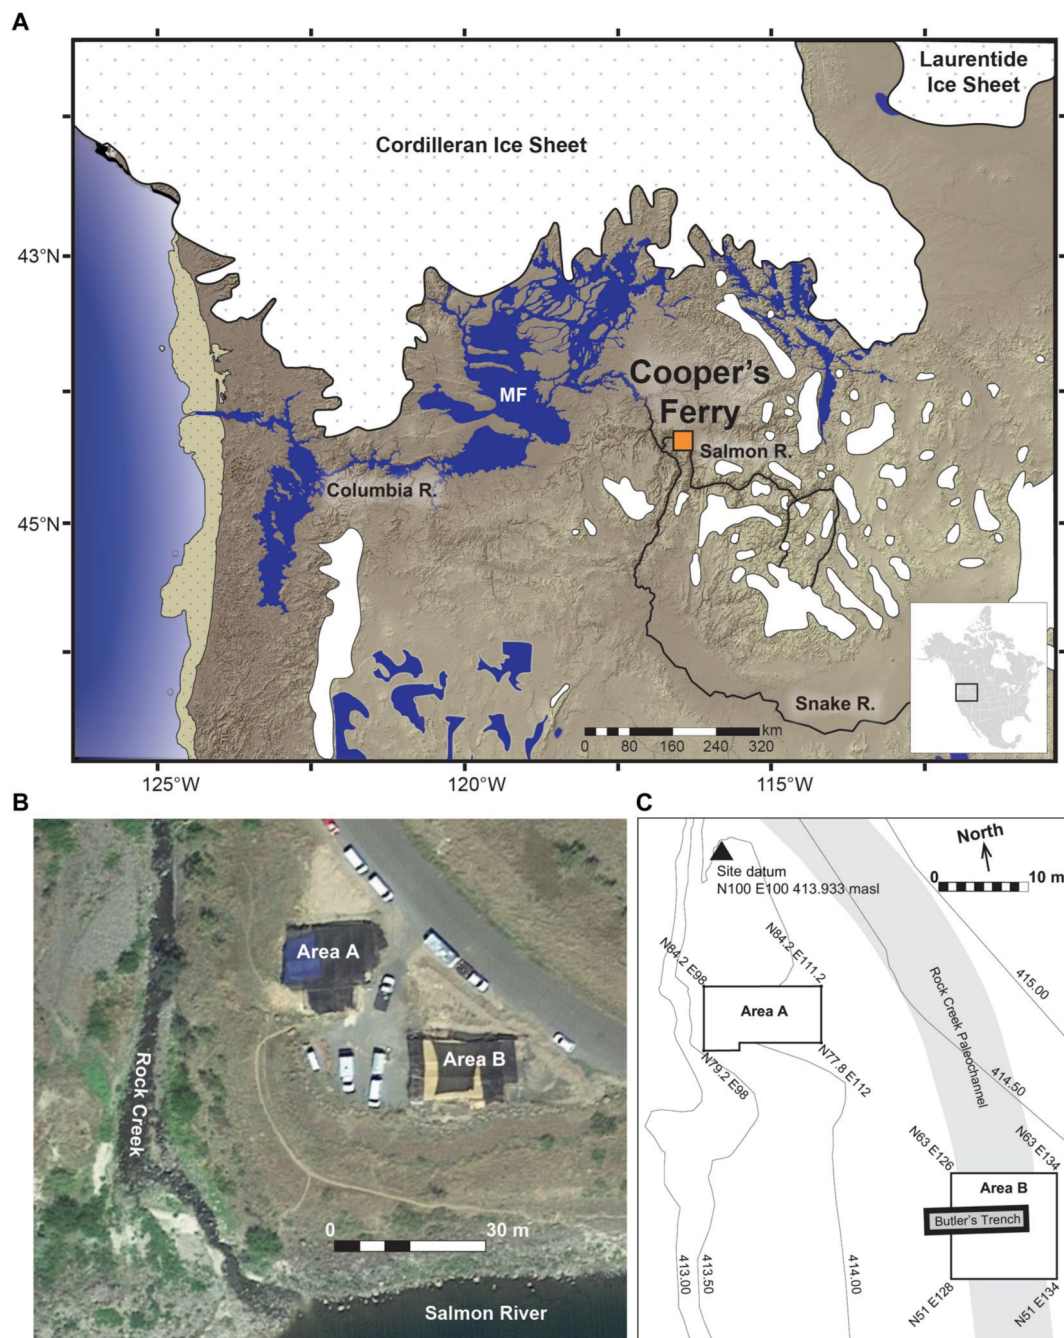 A
Laurentide
Ice Sheet
Cordilleran Ice Sheet
43°N
Cooper's
Ferry
MF
Salmon R.
Columbia R.
45°N
Snake R.
km
0 80 160 240 320
125°W 120°W 115°W
B
Area A
Area B
Rock Creek
0 30 m
Salmon River
C
North
10 m
0
Site datum
N100 E100 413.933 masl
N84.2 E98
N84.2 E111.2
415.00
Area A
Rock Creek Paleochannel
N79.2 E98
N77.8 E112
414.50
N63 E126
N63 E134
Area B
Butler's Trench
413.00
413.50
414.00
N51 E128
N51 E134